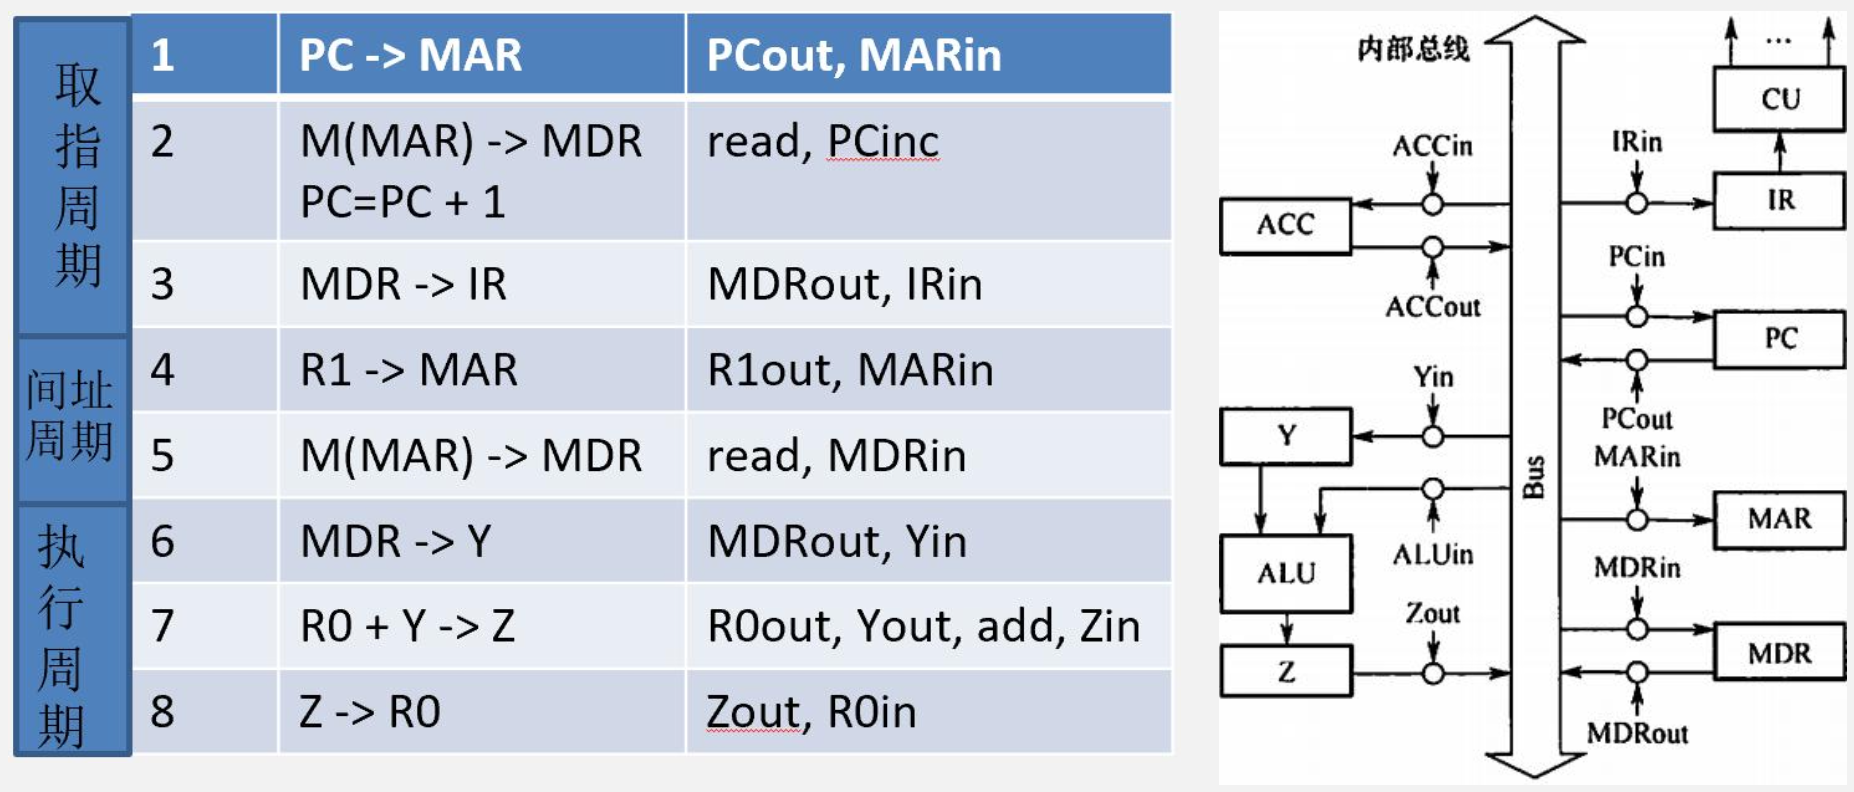 取指周期
1 PC -> MAR PCout, MARin
2 M(MAR) -> MDR read, PCinc
PC=PC + 1
3 MDR -> IR MDRout, IRin
间址
周期
4 R1 -> MAR R1out, MARin
5 M(MAR) -> MDR read, MDRin
执行周期
6 MDR -> Y MDRout, Yin
7 R0 + Y -> Z R0out, Yout, add, Zin
8 Z -> R0 Zout, R0in
内部总线
...
CU
ACCin
IRin
ACC
IR
ACCout
PCin
PC
PCout
Yin
Y
MARin
Bus
MAR
ALUin
ALU
MDRin
Zout
Z
MDR
MDRout